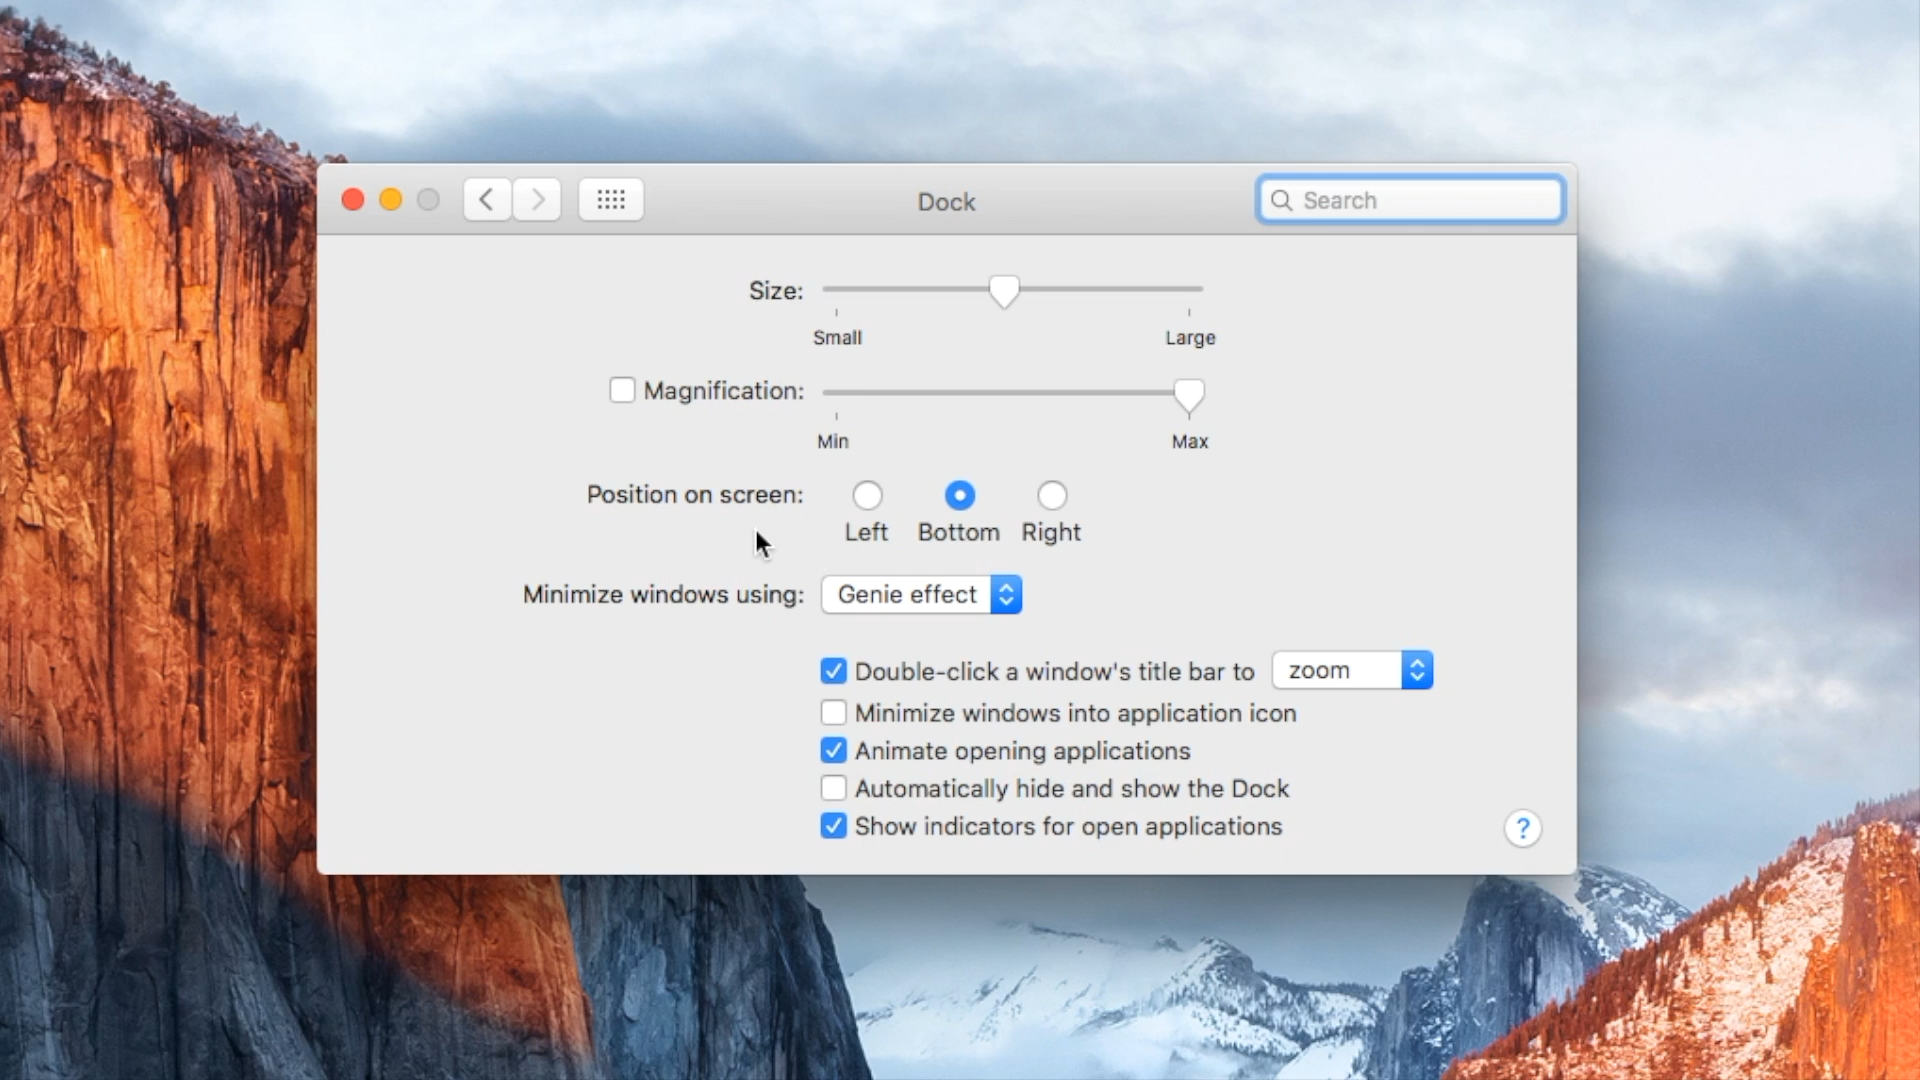 Dock
Search
Size:
Small Large
Magnification:
Min Max
Position on screen:
Left Bottom Right
Minimize windows using: Genie effect
Double-click a window's title bar to zoom
Minimize windows into application icon
Animate opening applications
Automatically hide and show the Dock
Show indicators for open applications
?